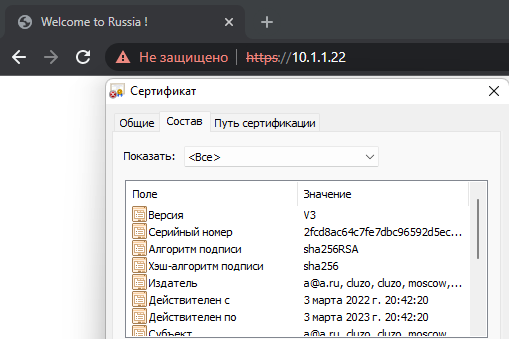 Welcome to Russia !
Не защищено https://10.1.1.22
Сертификат
Общие Состав Путь сертификации
Показать: <Все>
Поле Значение
Версия V3
Серийный номер 2fcd8ac64c7fe7dbc96592d5ec...
Алгоритм подписи sha256RSA
Хэш-алгоритм подписи sha256
Издатель a@a.ru, cluzo, cluzo, moscow,...
Действителен с 3 марта 2022 г. 20:42:20
Действителен по 3 марта 2023 г. 20:42:20
Субъект a@a.ru, cluzo, cluzo, moscow